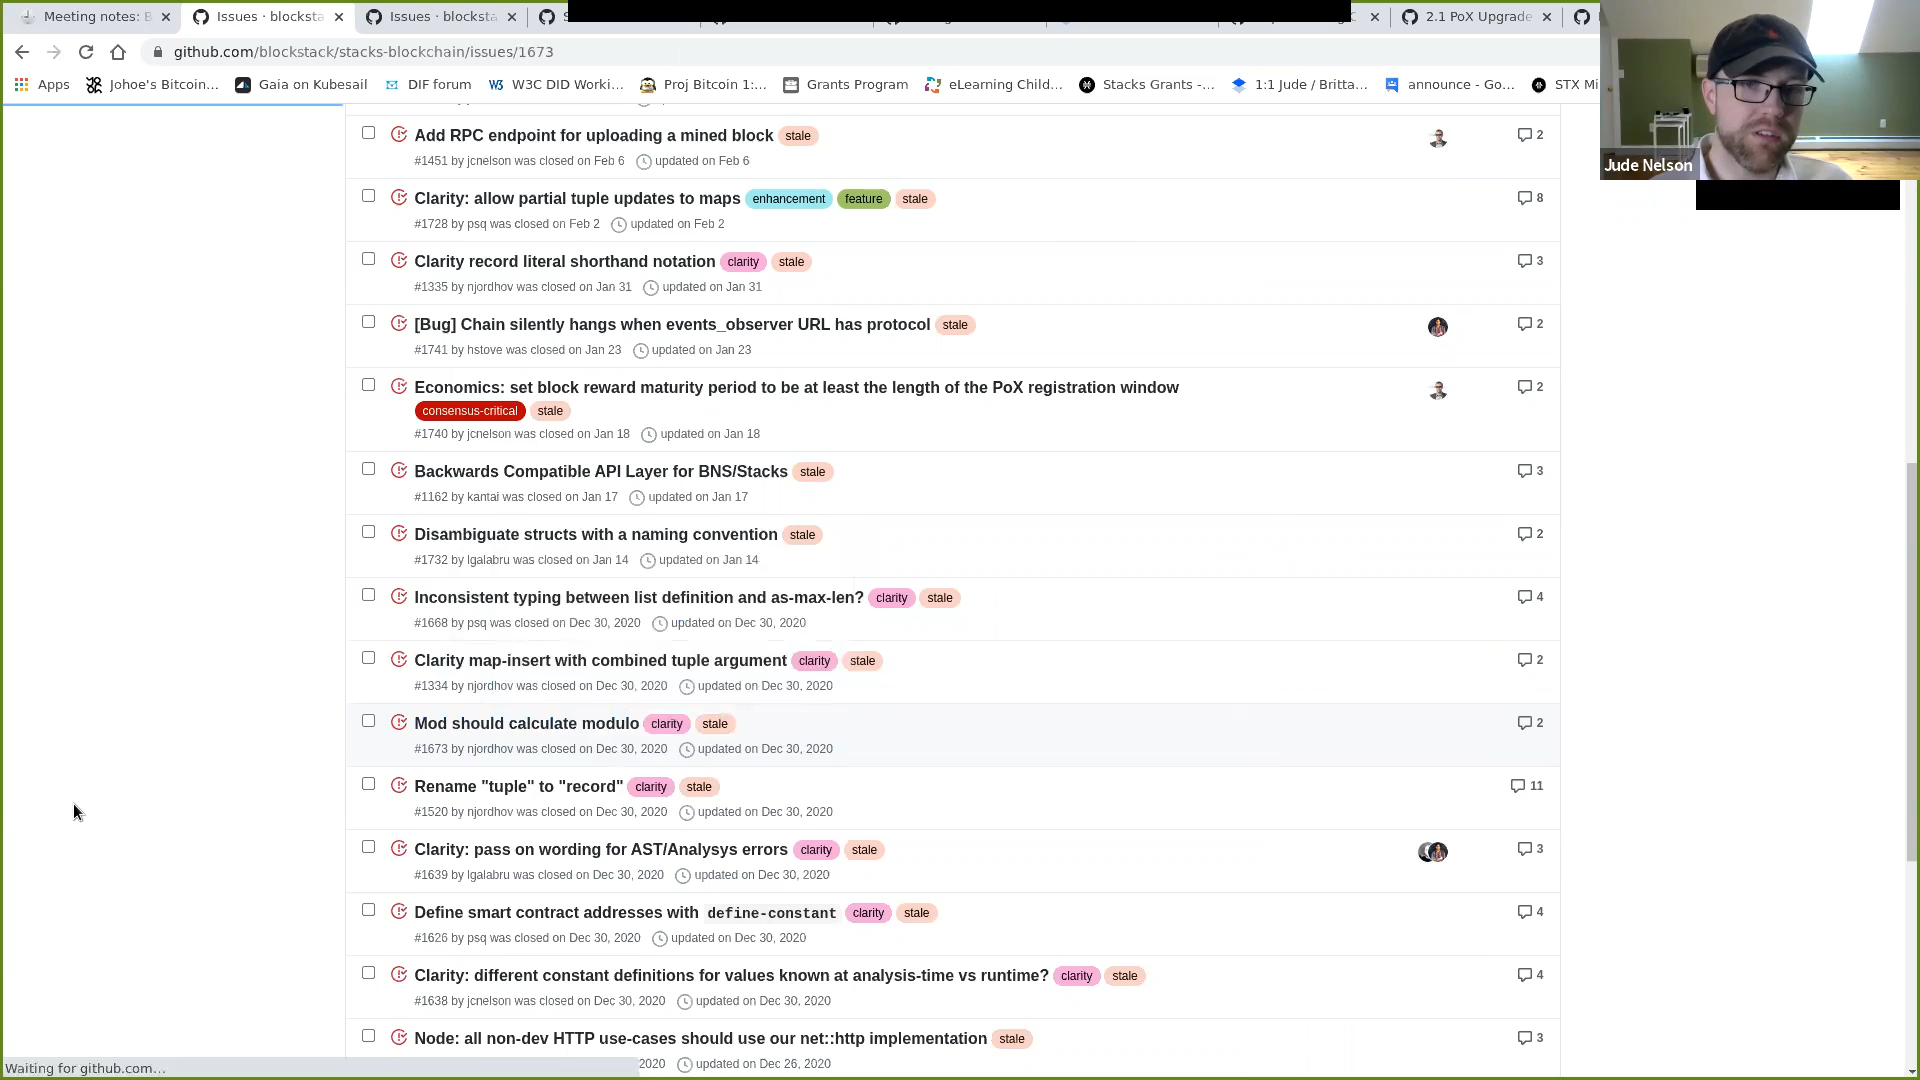 Meeting notes: B
Issues · blocksta
Issues · blocksta
2.1 PoX Upgrade
github.com/blockstack/stacks-blockchain/issues/1673
Apps
Johoe's Bitcoin...
Gaia on Kubesail
DIF forum
W3C DID Worki...
Proj Bitcoin 1:...
Grants Program
eLearning Child...
Stacks Grants -...
1:1 Jude / Britta...
announce - Go...
STX Mi
Jude Nelson
Add RPC endpoint for uploading a mined block stale 2
#1451 by jcnelson was closed on Feb 6 updated on Feb 6
Clarity: allow partial tuple updates to maps enhancement feature stale 8
#1728 by psq was closed on Feb 2 updated on Feb 2
Clarity record literal shorthand notation clarity stale 3
#1335 by njordhov was closed on Jan 31 updated on Jan 31
[Bug] Chain silently hangs when events_observer URL has protocol stale 2
#1741 by hstove was closed on Jan 23 updated on Jan 23
Economics: set block reward maturity period to be at least the length of the PoX registration window 2
consensus-critical stale
#1740 by jcnelson was closed on Jan 18 updated on Jan 18
Backwards Compatible API Layer for BNS/Stacks stale 3
#1162 by kantai was closed on Jan 17 updated on Jan 17
Disambiguate structs with a naming convention stale 2
#1732 by lgalabru was closed on Jan 14 updated on Jan 14
Inconsistent typing between list definition and as-max-len? clarity stale 4
#1668 by psq was closed on Dec 30, 2020 updated on Dec 30, 2020
Clarity map-insert with combined tuple argument clarity stale 2
#1334 by njordhov was closed on Dec 30, 2020 updated on Dec 30, 2020
Mod should calculate modulo clarity stale 2
#1673 by njordhov was closed on Dec 30, 2020 updated on Dec 30, 2020
Rename "tuple" to "record" clarity stale 11
#1520 by njordhov was closed on Dec 30, 2020 updated on Dec 30, 2020
Clarity: pass on wording for AST/Analysys errors clarity stale 3
#1639 by lgalabru was closed on Dec 30, 2020 updated on Dec 30, 2020
Define smart contract addresses with define-constant clarity stale 4
#1626 by psq was closed on Dec 30, 2020 updated on Dec 30, 2020
Clarity: different constant definitions for values known at analysis-time vs runtime? clarity stale 4
#1638 by jcnelson was closed on Dec 30, 2020 updated on Dec 30, 2020
Node: all non-dev HTTP use-cases should use our net::http implementation stale 3
2020 updated on Dec 26, 2020
Waiting for github.com...